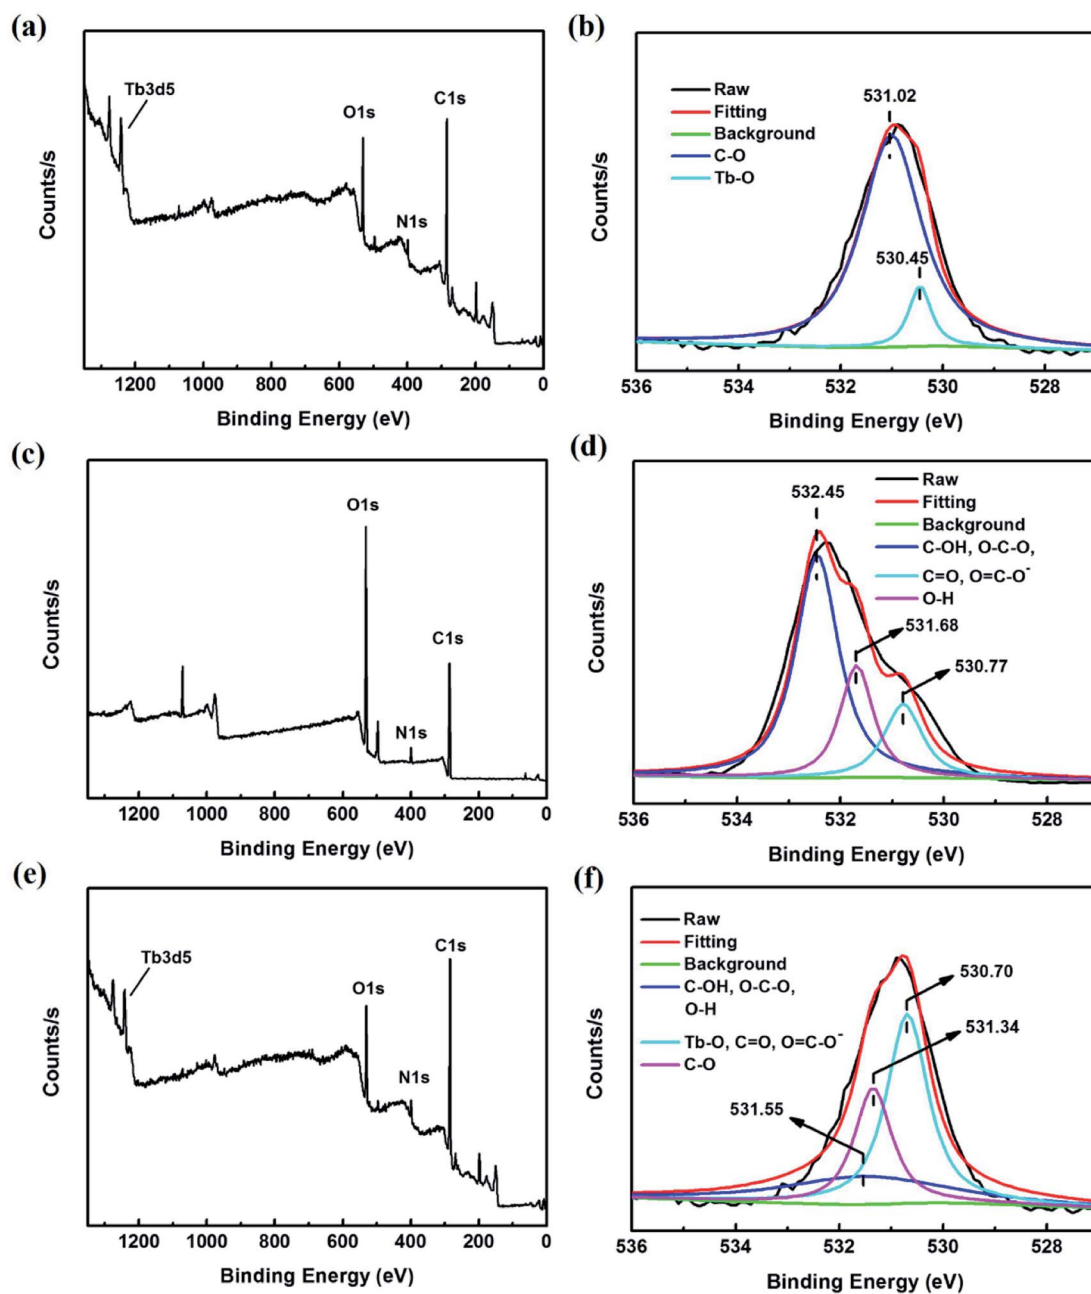 (a)
Tb3d5
O1s
C1s
N1s
Counts/s
1200 1000 800 600 400 200 0
Binding Energy (eV)
(b)
Raw
Fitting
Background
C-O
Tb-O
531.02
530.45
Counts/s
536 534 532 530 528
Binding Energy (eV)
(c)
O1s
C1s
N1s
Counts/s
1200 1000 800 600 400 200 0
Binding Energy (eV)
(d)
532.45
Raw
Fitting
Background
C-OH, O-C-O,
C=O, O=C-O⁻
O-H
531.68
530.77
Counts/s
536 534 532 530 528
Binding Energy (eV)
(e)
Tb3d5
O1s
C1s
N1s
Counts/s
1200 1000 800 600 400 200 0
Binding Energy (eV)
(f)
Raw
Fitting
Background
C-OH, O-C-O,
O-H
Tb-O, C=O, O=C-O⁻
C-O
530.70
531.34
531.55
Counts/s
536 534 532 530 528
Binding Energy (eV)